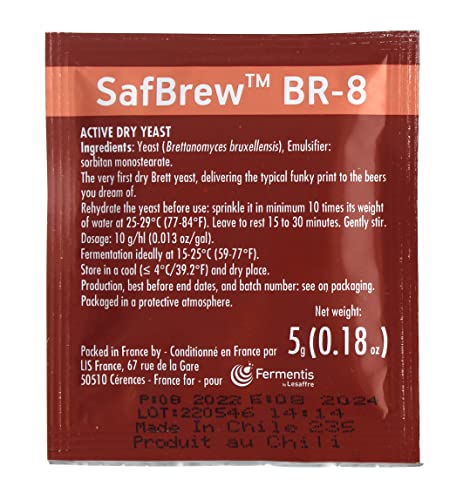 SafBrew™ BR-8
ACTIVE DRY YEAST
Ingredients: Yeast (Brettanomyces bruxellensis), Emulsifier:
sorbitan monostearate.
The very first dry Brett yeast, delivering the typical funky print to the beers
you dream of.
Rehydrate the yeast before use: sprinkle it in minimum 10 times its weight
of water at 25-29°C (77-84°F). Leave to rest 15 to 30 minutes. Gently stir.
Dosage: 10 g/hl (0.013 oz/gal).
Fermentation ideally at 15-25°C (59-77°F).
Store in a cool (≤ 4°C/39.2°F) and dry place.
Production, best before end dates, and batch number: see on packaging.
Packaged in a protective atmosphere.
Net weight:
5g (0.18 oz)
Packed in France by - Conditionné en France par
LIS France, 67 rue de la Gare
50510 Cérences - France for - pour
Fermentis
by Lesaffre
P:08 2022 E:08 2024
LOT:220546 14:14
Made In Chile 235
Produit au Chili